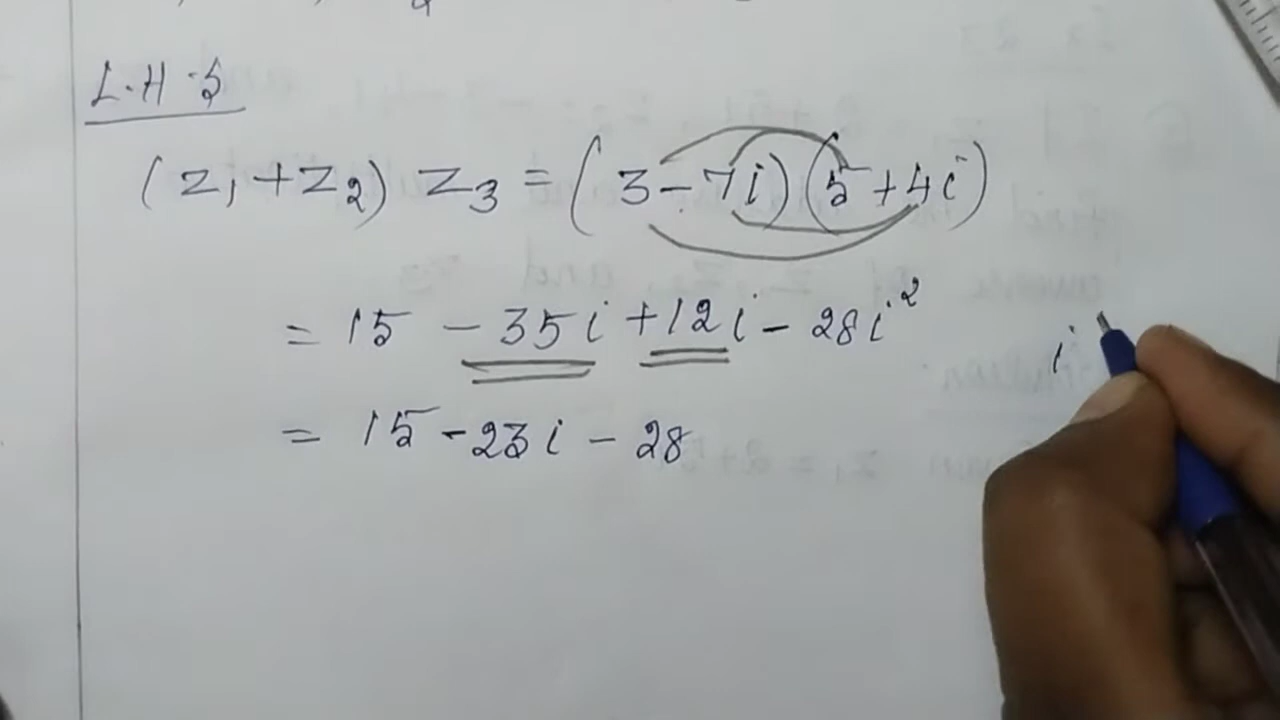 L.H.S
(z₁ + z₂) z₃ = (3 - 7i)(5 + 4i)
= 15 - 35i + 12i - 28i²
i
= 15 - 23i - 28